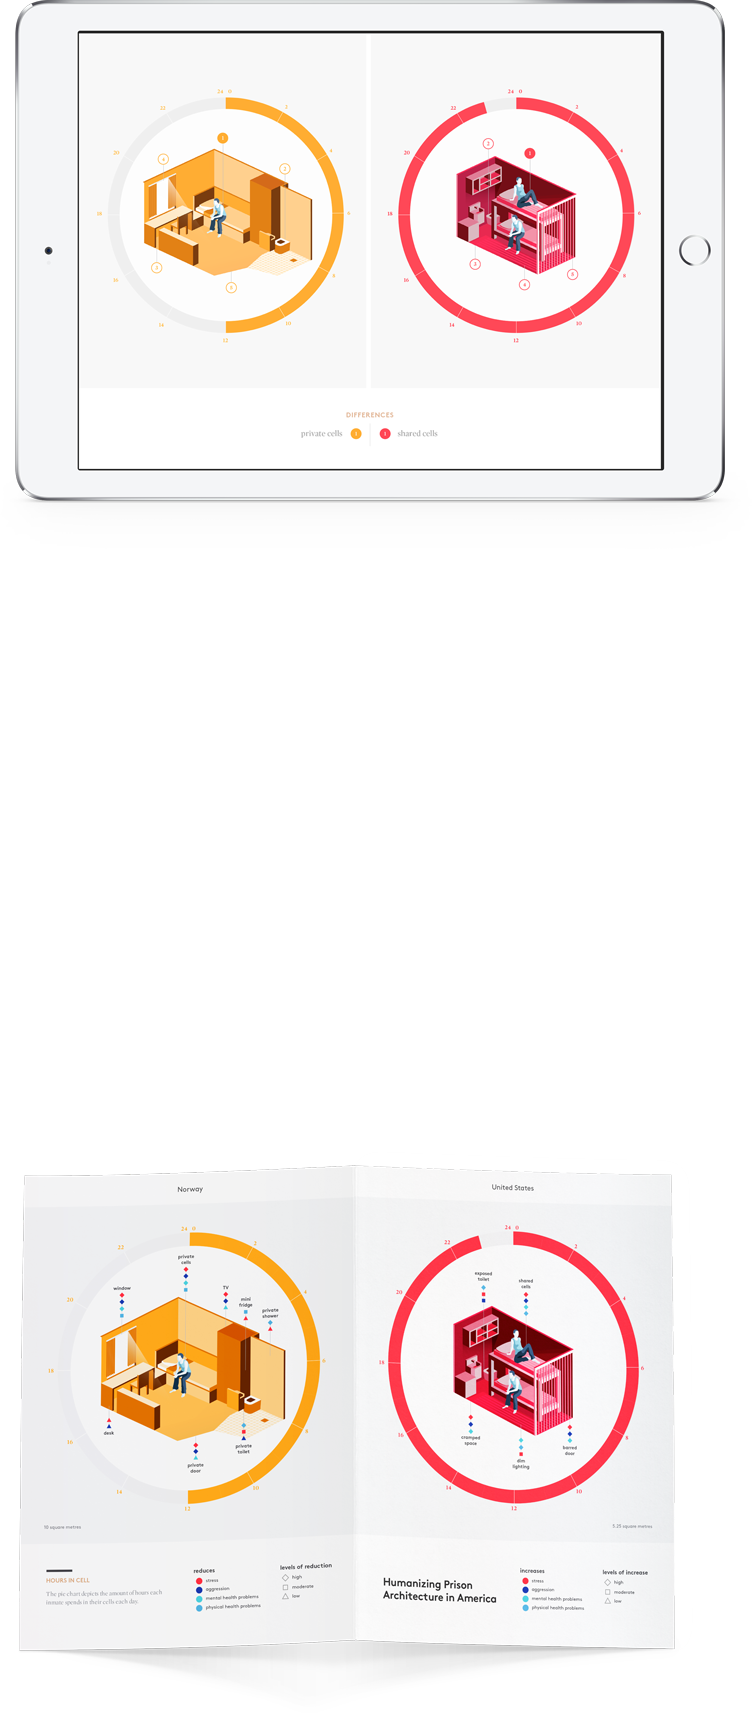 24 0
2
4
6
8
10
12
14
16
18
20
22
1
2
4
3
5
24 0
2
4
6
8
10
12
14
16
18
20
22
2
1
3
4
5
DIFFERENCES
private cells 1
1 shared cells
Norway
24 0
2
4
6
8
10
12
14
16
18
20
22
private
cells
window
TV
mini
fridge
private
shower
desk
private
door
private
toilet
10 square metres
HOURS IN CELL
The pie chart depicts the amount of hours each
inmate spends in their cells each day.
reduces
stress
aggression
mental health problems
physical health problems
levels of reduction
high
moderate
low
United States
24 0
2
4
6
8
10
12
14
16
18
20
22
exposed
toilet
shared
cells
cramped
space
dim
lighting
barred
door
5.25 square metres
Humanizing Prison
Architecture in America
increases
stress
aggression
mental health problems
physical health problems
levels of increase
high
moderate
low